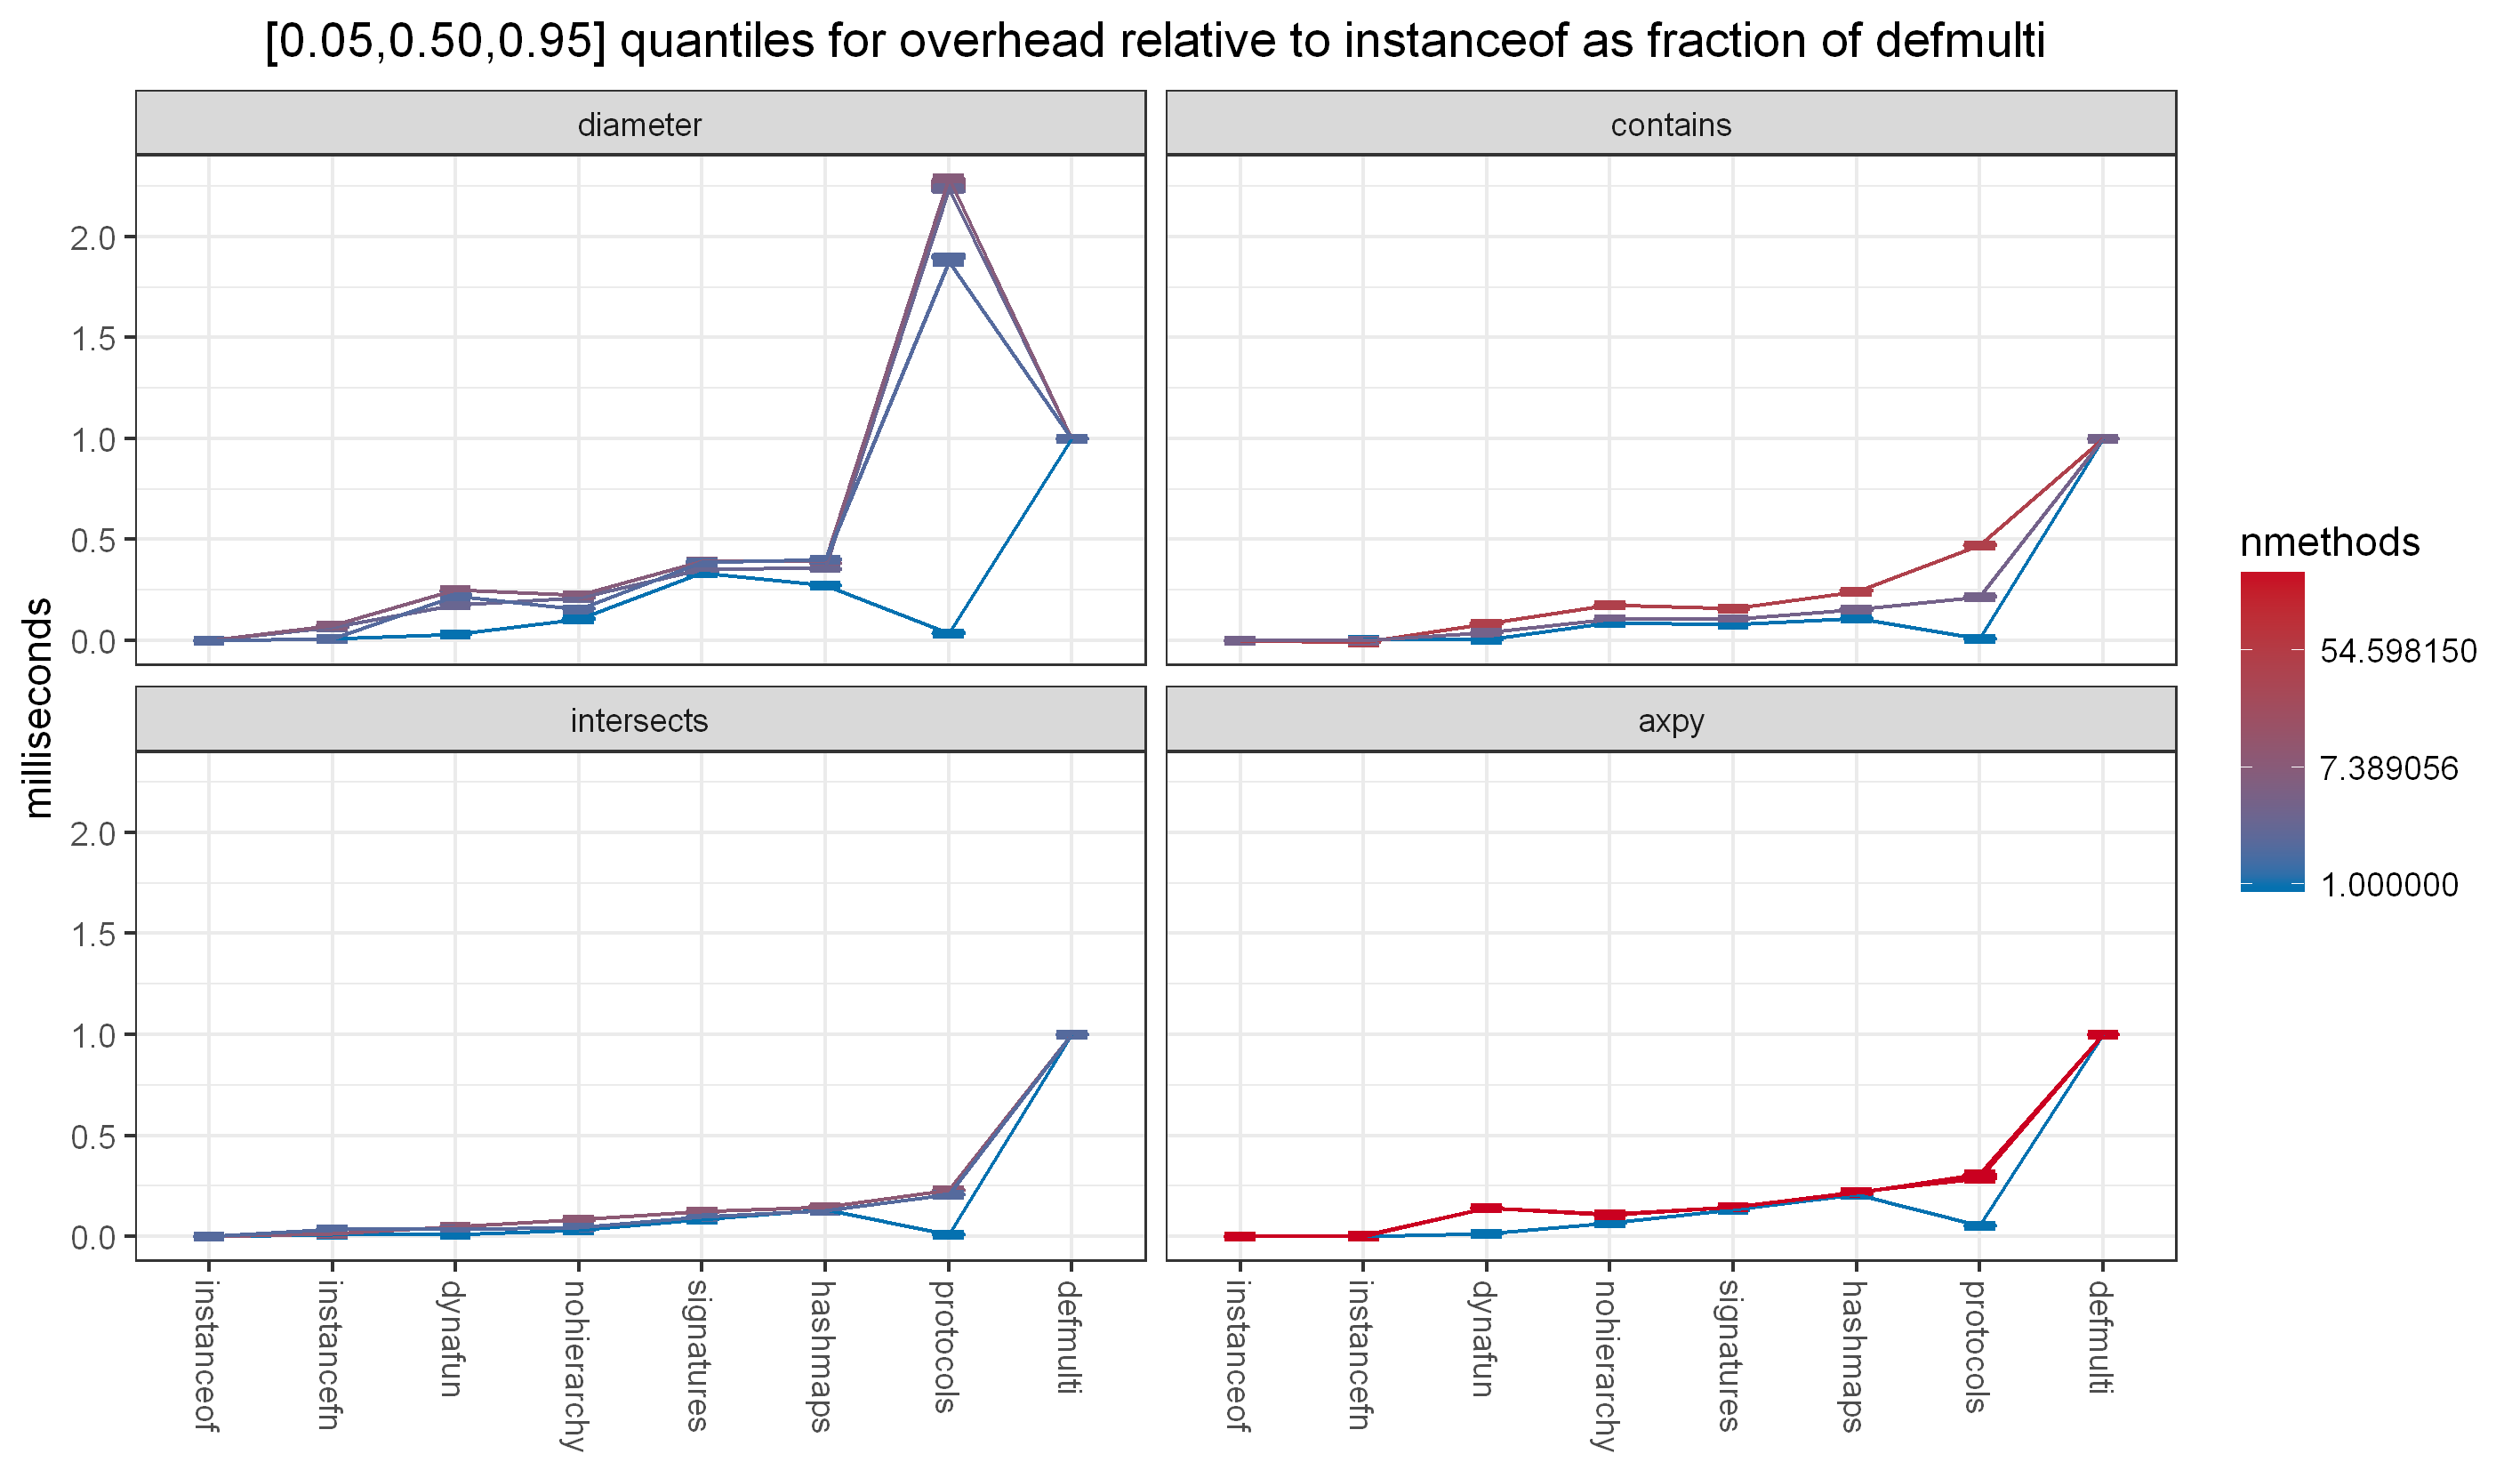 [0.05,0.50,0.95] quantiles for overhead relative to instanceof as fraction of defmulti
diameter
contains
2.0
1.5
1.0
0.5
0.0
intersects
axpy
2.0
1.5
1.0
0.5
0.0
milliseconds
instanceof
instancefn
dynafun
nohierarchy
signatures
hashmaps
protocols
defmulti
instanceof
instancefn
dynafun
nohierarchy
signatures
hashmaps
protocols
defmulti
nmethods
54.598150
7.389056
1.000000